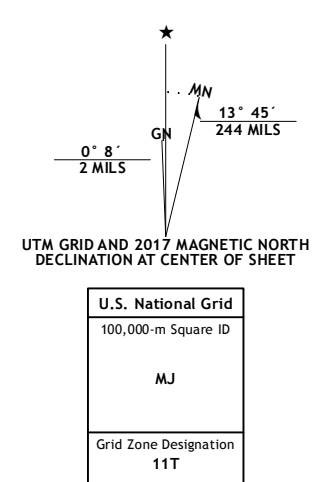 ★
MN
13° 45´
244 MILS
GN
0° 8´
2 MILS
UTM GRID AND 2017 MAGNETIC NORTH
DECLINATION AT CENTER OF SHEET
U.S. National Grid
100,000-m Square ID
MJ
Grid Zone Designation
11T